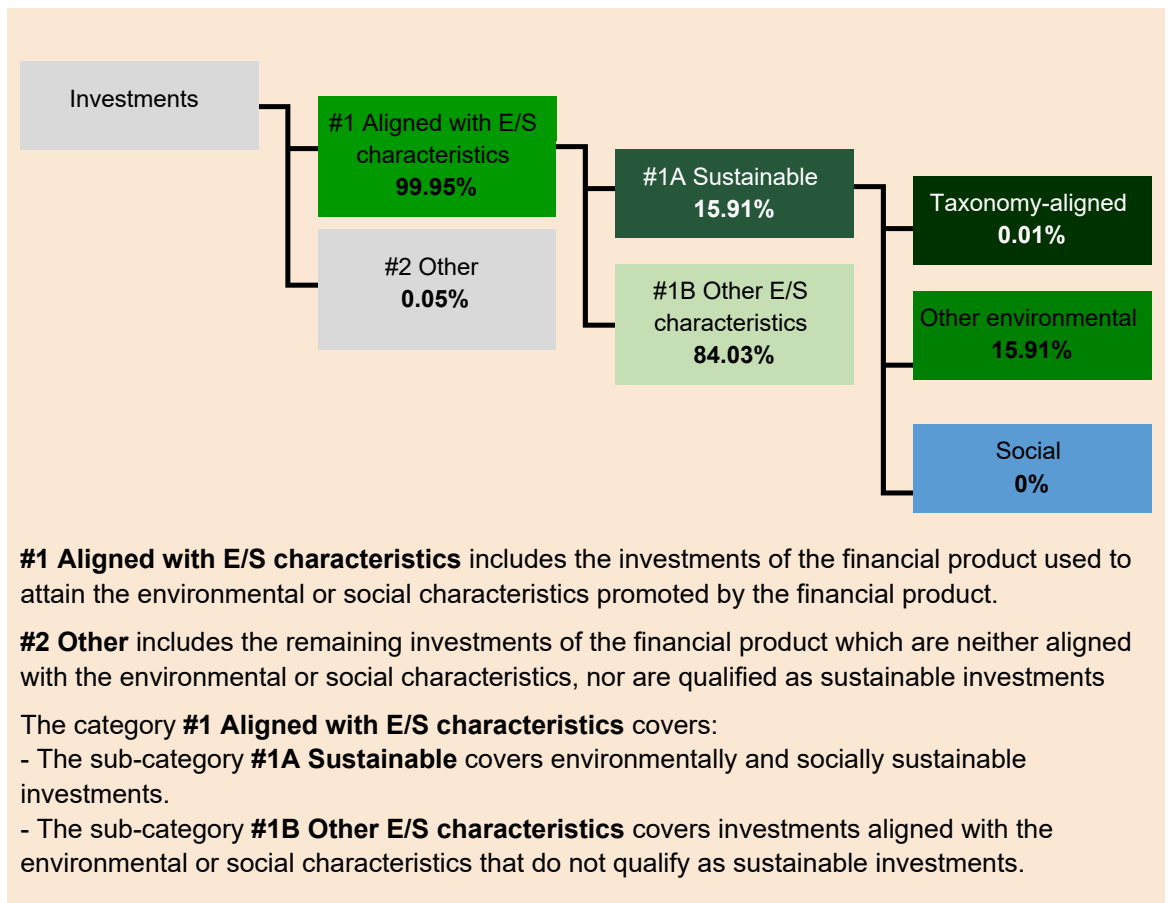 Investments
#1 Aligned with E/S
characteristics
99.95%
#2 Other
0.05%
#1A Sustainable
15.91%
#1B Other E/S
characteristics
84.03%
Taxonomy-aligned
0.01%
Other environmental
15.91%
Social
0%
#1 Aligned with E/S characteristics includes the investments of the financial product used to
attain the environmental or social characteristics promoted by the financial product.
#2 Other includes the remaining investments of the financial product which are neither aligned
with the environmental or social characteristics, nor are qualified as sustainable investments
The category #1 Aligned with E/S characteristics covers:
- The sub-category #1A Sustainable covers environmentally and socially sustainable
investments.
- The sub-category #1B Other E/S characteristics covers investments aligned with the
environmental or social characteristics that do not qualify as sustainable investments.